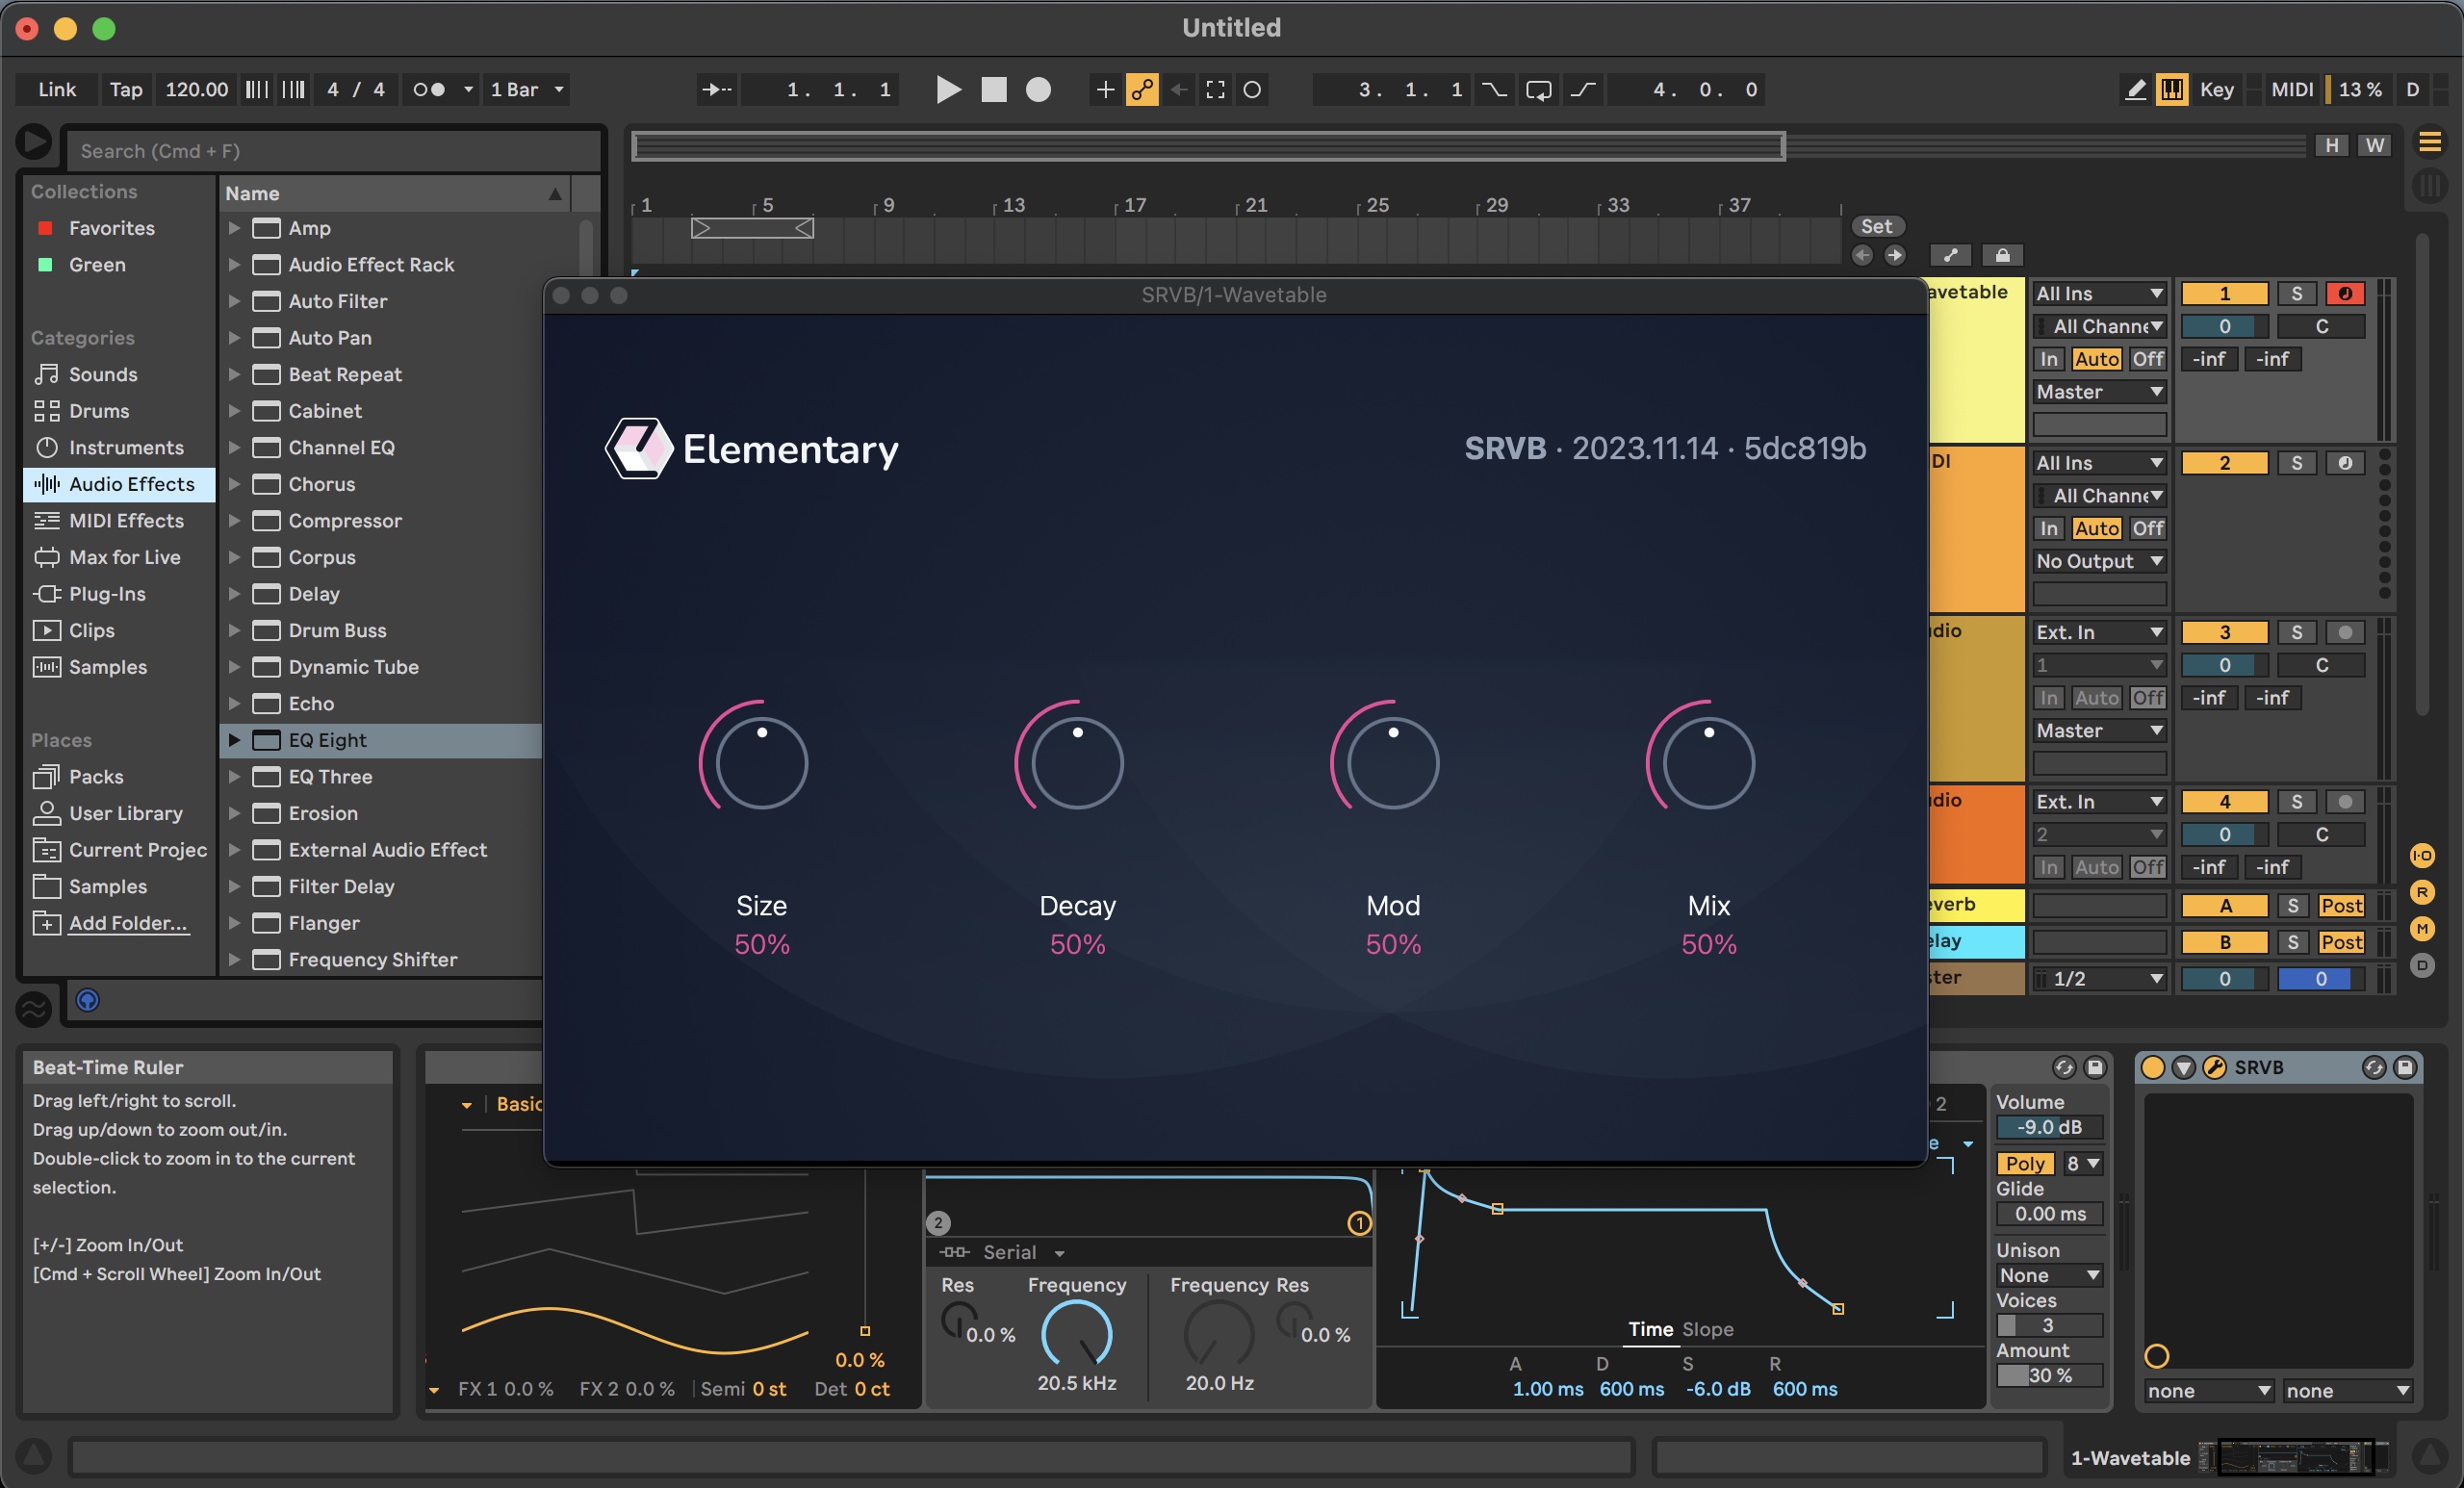 Untitled
Link Tap 120.00 4 / 4 1 Bar 1. 1. 1 3. 1. 1 4. 0. 0 Key MIDI 13 % D
Search (Cmd + F)
H W
Collections
Favorites
Green
Categories
Sounds
Drums
Instruments
Audio Effects
MIDI Effects
Max for Live
Plug-Ins
Clips
Samples
Places
Packs
User Library
Current Projec
Samples
Add Folder...
Name
Amp
Audio Effect Rack
Auto Filter
Auto Pan
Beat Repeat
Cabinet
Channel EQ
Chorus
Compressor
Corpus
Delay
Drum Buss
Dynamic Tube
Echo
EQ Eight
EQ Three
Erosion
External Audio Effect
Filter Delay
Flanger
Frequency Shifter
1 5 9 13 17 21 25 29 33 37
Set
SRVB/1-Wavetable
Elementary
SRVB · 2023.11.14 · 5dc819b
Size Decay Mod Mix
50% 50% 50% 50%
avetable All Ins 1 S
All Channe 0 C
In Auto Off -inf -inf
Master
DI All Ins 2 S
All Channe
In Auto Off
No Output
dio Ext. In 3 S
1 0 C
In Auto Off -inf -inf
Master
dio Ext. In 4 S
2 0 C
In Auto Off -inf -inf
everb A S Post
elay B S Post
ster 1/2 0 0
I·O
R
M
D
Beat-Time Ruler
Drag left/right to scroll.
Drag up/down to zoom out/in.
Double-click to zoom in to the current
selection.
[+/-] Zoom In/Out
[Cmd + Scroll Wheel] Zoom In/Out
Basic
0.0 %
FX 1 0.0 % FX 2 0.0 % Semi 0 st Det 0 ct
2 1
Serial
Res Frequency Frequency Res
0.0 % 0.0 %
20.5 kHz 20.0 Hz
2
e
Time Slope
A D S R
1.00 ms 600 ms -6.0 dB 600 ms
Volume
-9.0 dB
Poly 8
Glide
0.00 ms
Unison
None
Voices
3
Amount
30 %
SRVB
none none
1-Wavetable